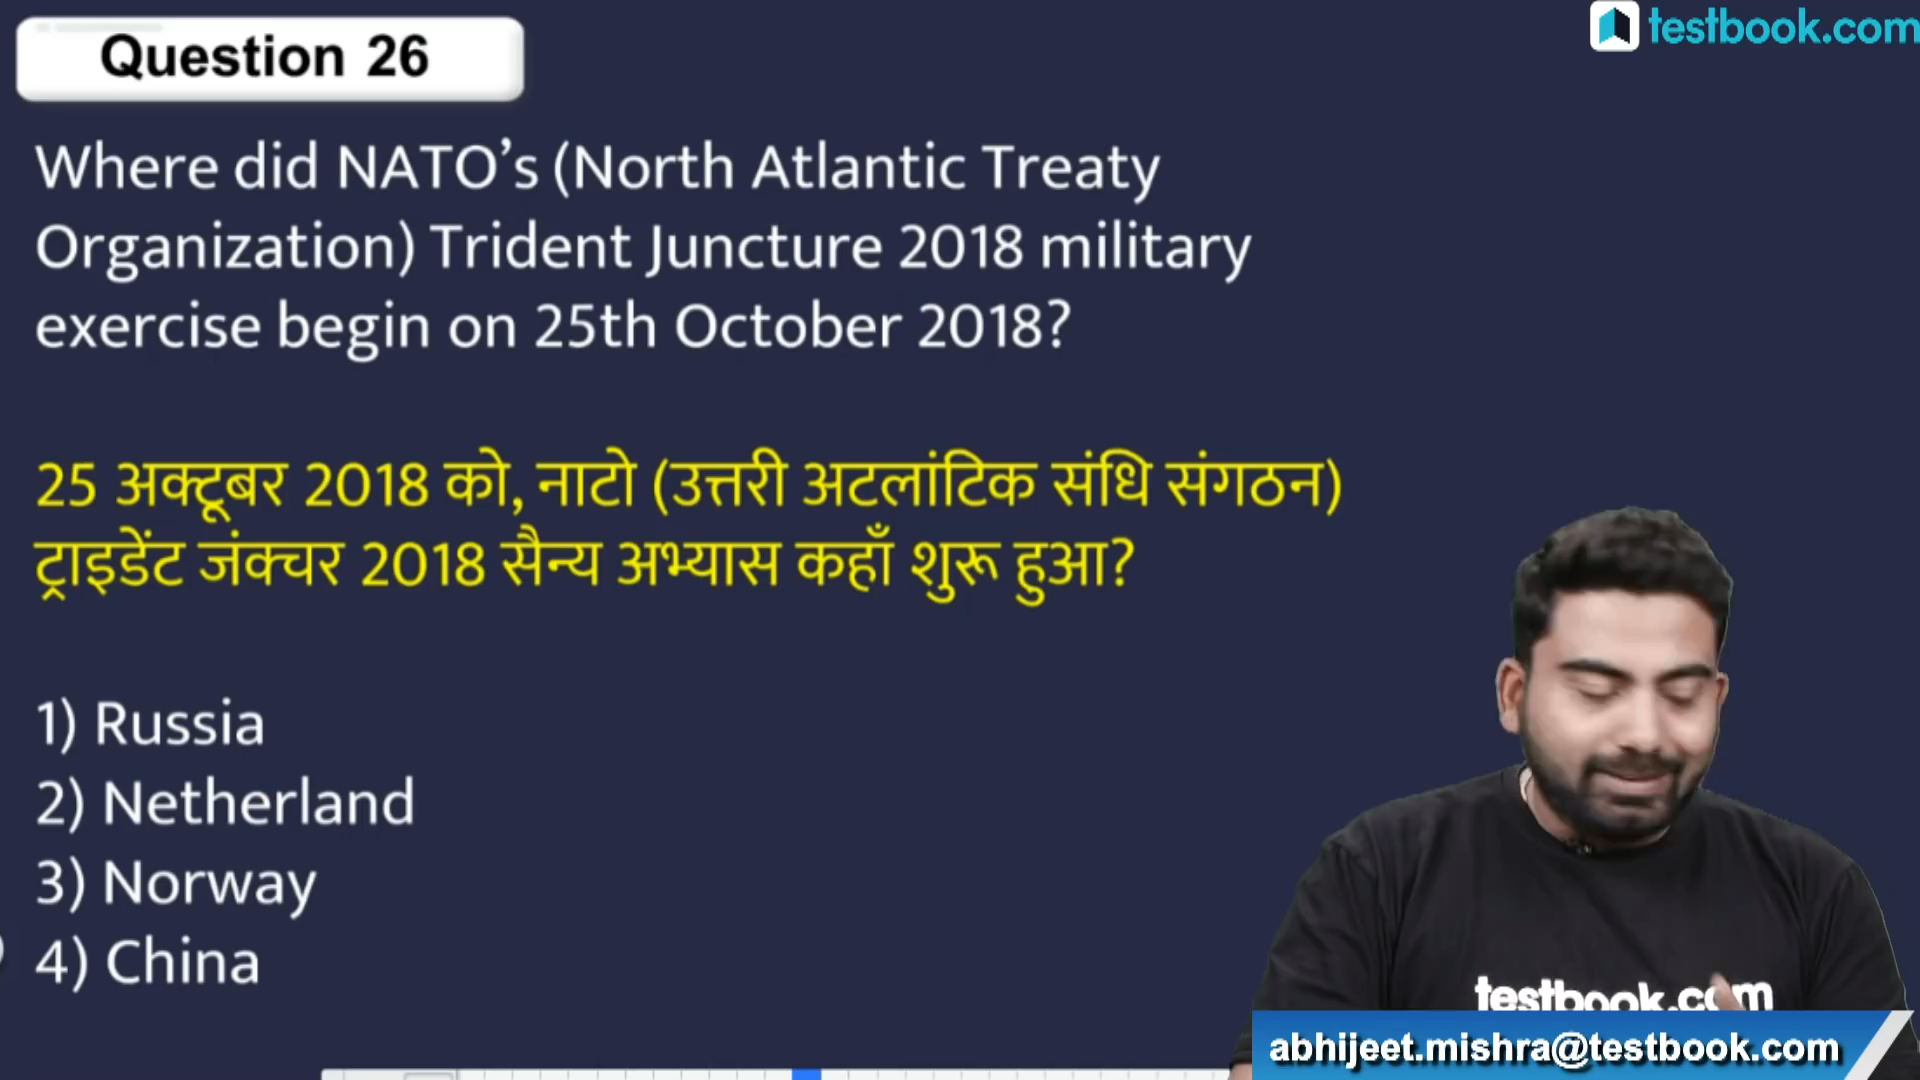 Question 26
testbook.com
Where did NATO’s (North Atlantic Treaty
Organization) Trident Juncture 2018 military
exercise begin on 25th October 2018?
25 अक्टूबर 2018 को, नाटो (उत्तरी अटलांटिक संधि संगठन)
ट्राइडेंट जंक्चर 2018 सैन्य अभ्यास कहाँ शुरू हुआ?
1) Russia
2) Netherland
3) Norway
4) China
testbook.com
abhijeet.mishra@testbook.com